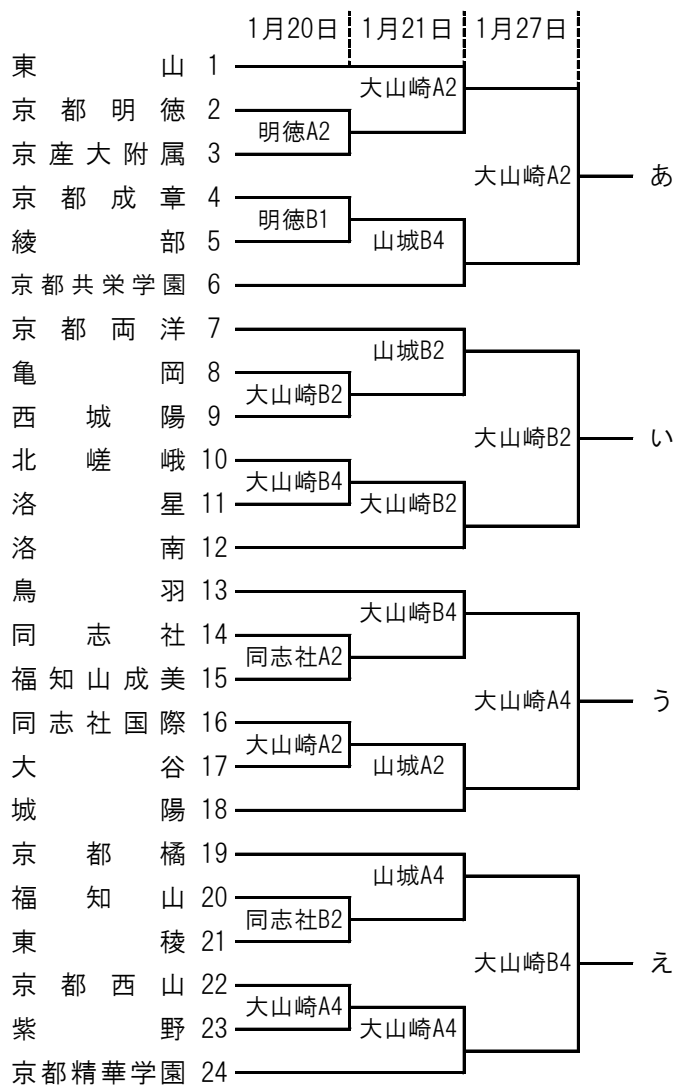 1月20日 1月21日 1月27日
東山 1
大山崎A2
京都明徳 2
明徳A2
京産大附属 3
大山崎A2 あ
京都成章 4
明徳B1
綾部 5
山城B4
京都共栄学園 6
京都両洋 7
山城B2
亀岡 8
大山崎B2
西城陽 9
大山崎B2 い
北嵯峨 10
大山崎B4
洛星 11
大山崎B2
洛南 12
鳥羽 13
大山崎B4
同志社 14
同志社A2
福知山成美 15
大山崎A4 う
同志社国際 16
大山崎A2
大谷 17
山城A2
城陽 18
京都橘 19
山城A4
福知山 20
同志社B2
東稜 21
大山崎B4 え
京都西山 22
大山崎A4
紫野 23
大山崎A4
京都精華学園 24